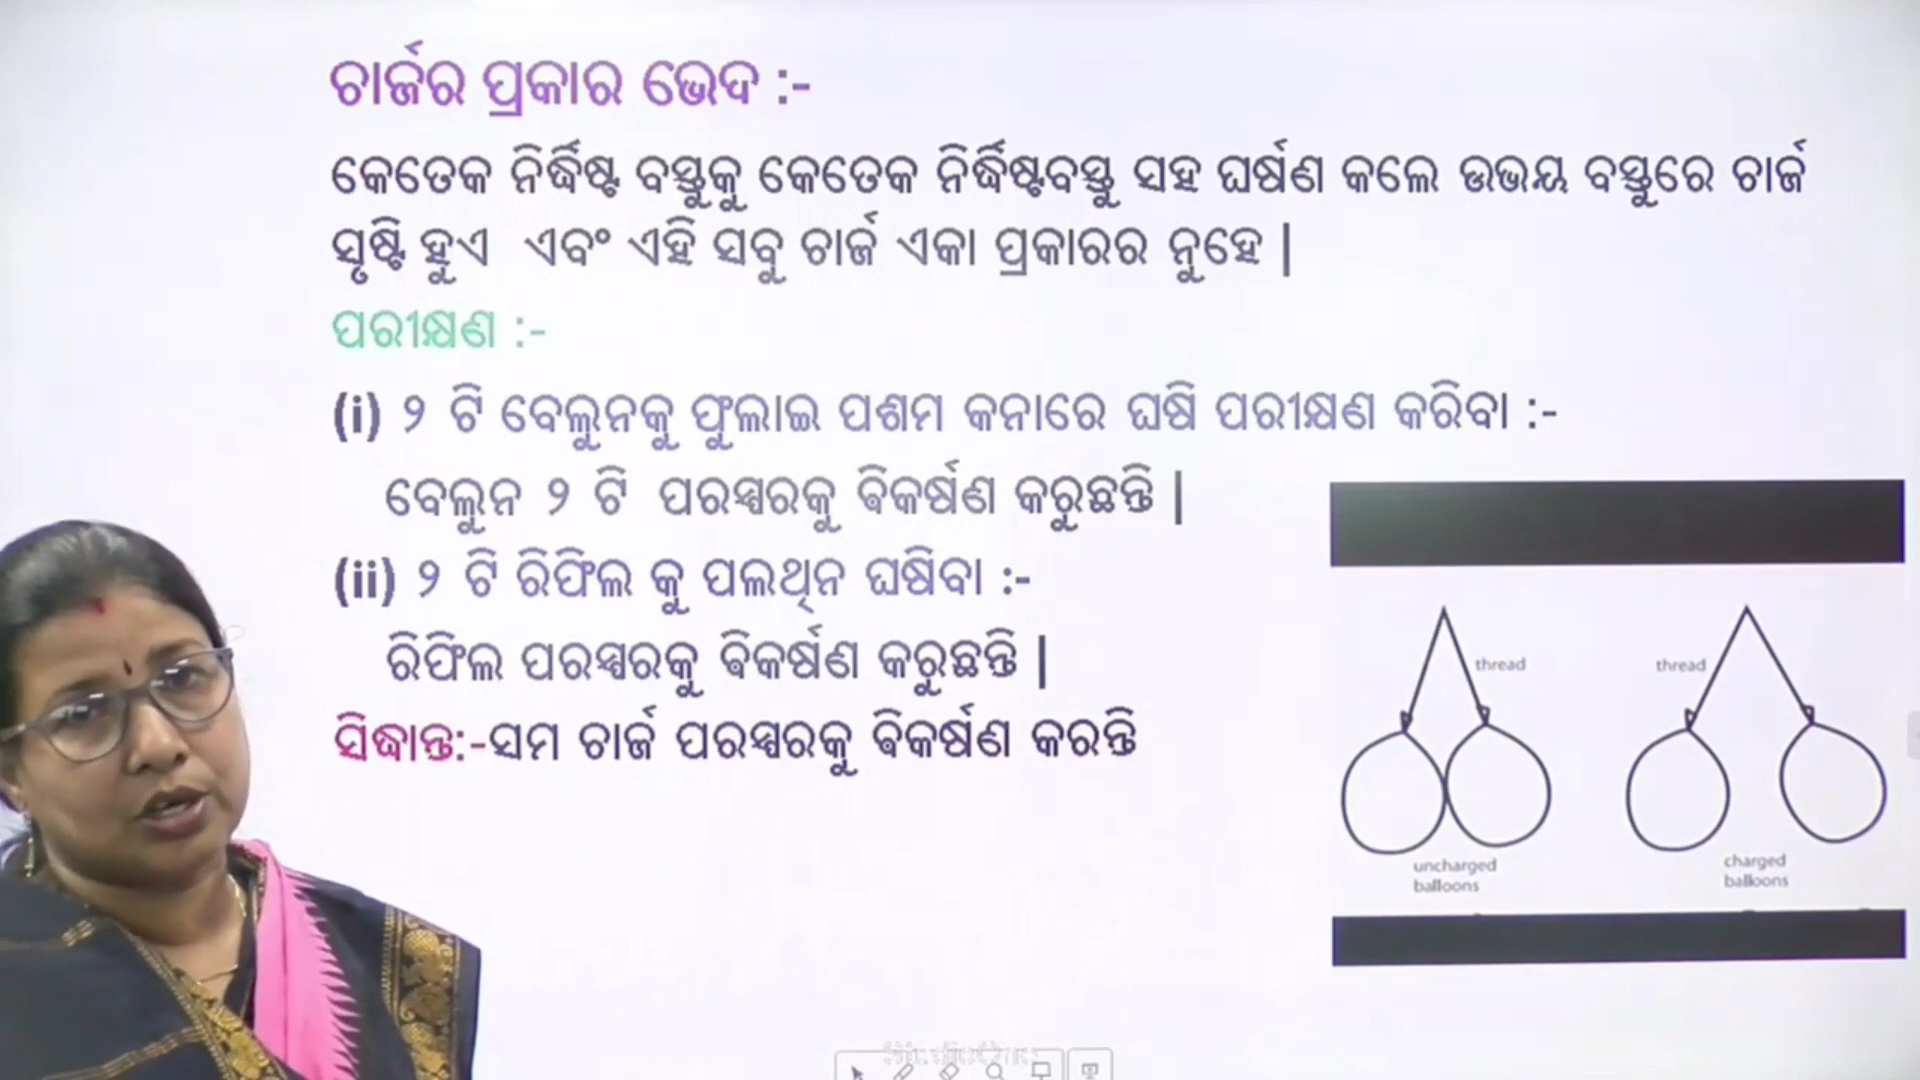 ଚାର୍ଜର ପ୍ରକାର ଭେଦ :-
କେତେକ ନିର୍ଦ୍ଧିଷ୍ଟ ବସ୍ତୁକୁ କେତେକ ନିର୍ଦ୍ଧିଷ୍ଟବସ୍ତୁ ସହ ଘର୍ଷଣ କଲେ ଉଭୟ ବସ୍ତୁରେ ଚାର୍ଜ
ସୃଷ୍ଟି ହୁଏ ଏବଂ ଏହି ସବୁ ଚାର୍ଜ ଏକା ପ୍ରକାରର ନୁହେ |
ପରୀକ୍ଷଣ :-
(i) ୨ ଟି ବେଲୁନକୁ ଫୁଲାଇ ପଶମ କନାରେ ଘଷି ପରୀକ୍ଷଣ କରିବା :-
ବେଲୁନ ୨ ଟି ପରସ୍ପରକୁ ଵିକର୍ଷଣ କରୁଛନ୍ତି |
(ii) ୨ ଟି ରିଫିଲ କୁ ପଲଥିନ ଘଷିବା :-
ରିଫିଲ ପରସ୍ପରକୁ ଵିକର୍ଷଣ କରୁଛନ୍ତି |
ସିଦ୍ଧାନ୍ତ:-ସମ ଚାର୍ଜ ପରସ୍ପରକୁ ଵିକର୍ଷଣ କରନ୍ତି
thread
thread
uncharged
balloons
charged
balloons